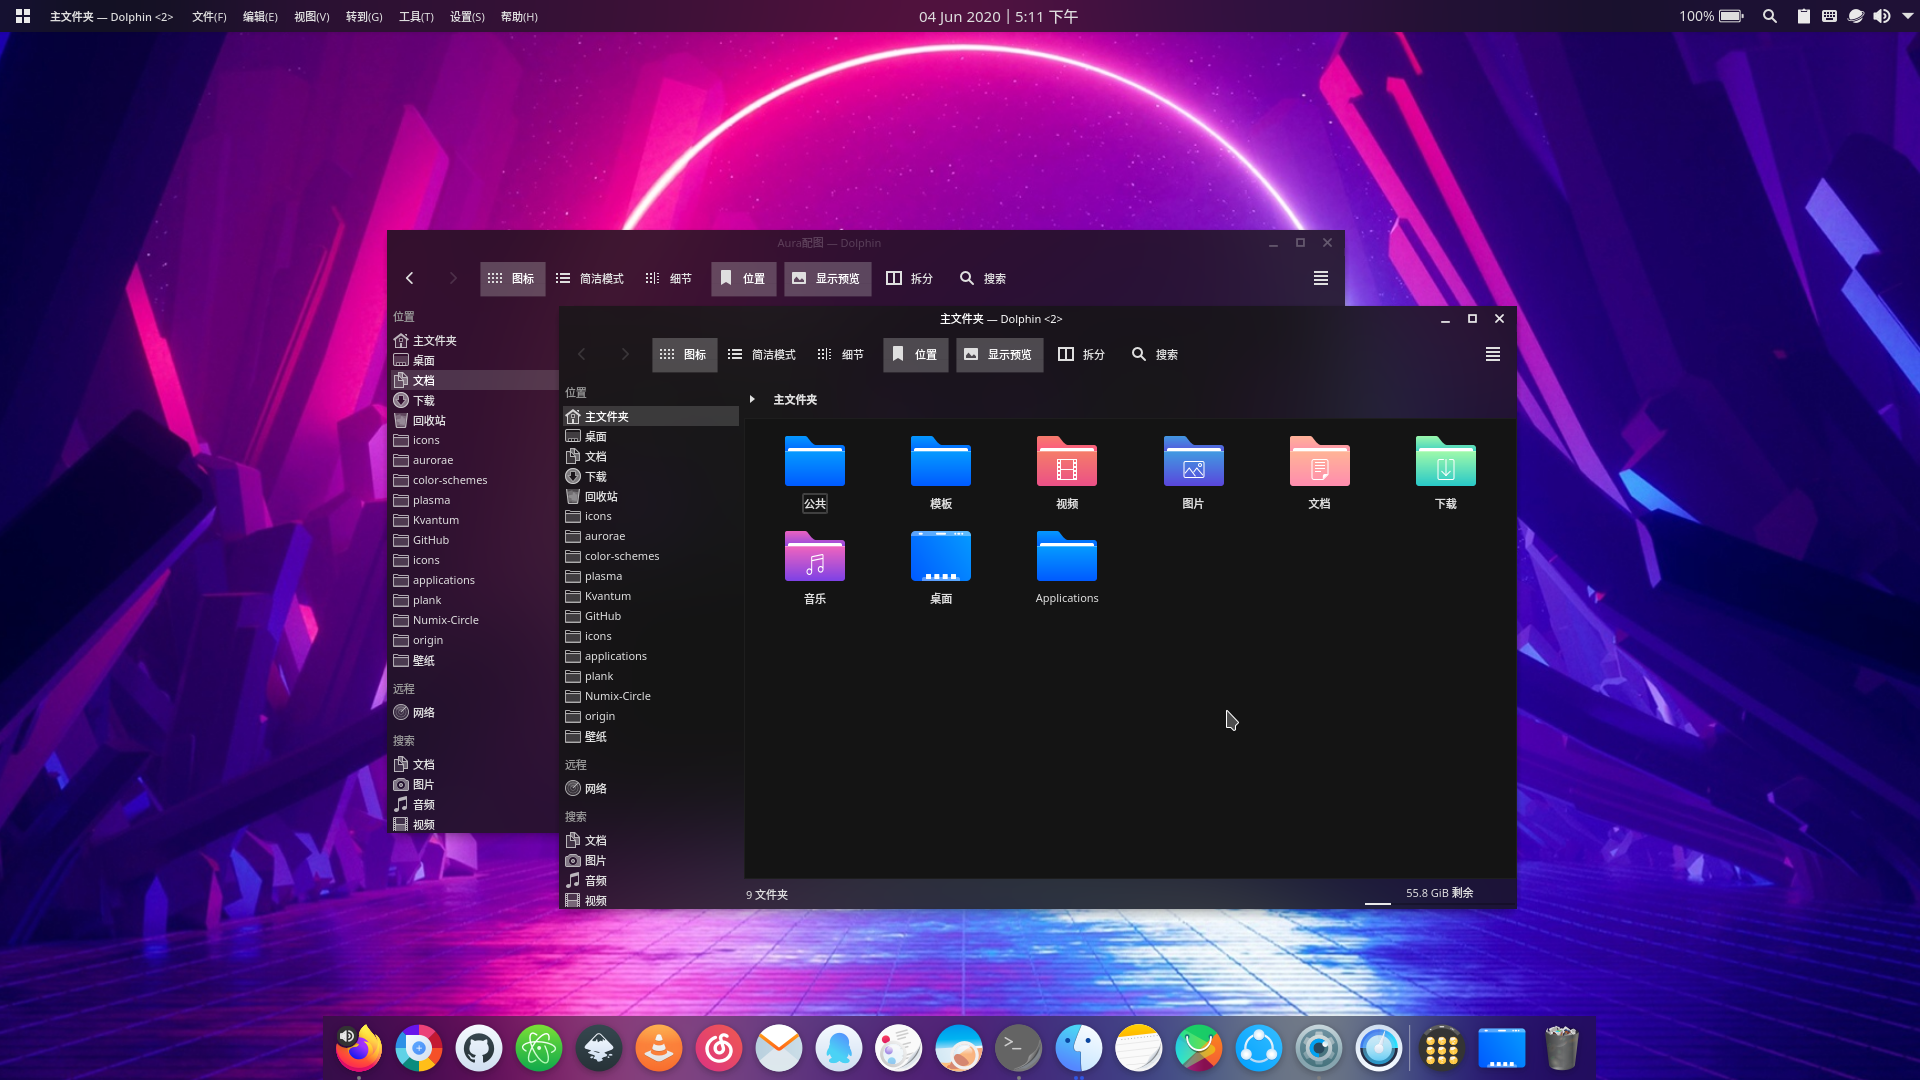 主文件夹 — Dolphin <2> 文件(F) 编辑(E) 视图(V) 转到(G) 工具(T) 设置(S) 帮助(H) 04 Jun 2020 | 5:11 下午 100%
Aura配图 — Dolphin
图标 简洁模式 细节 位置 显示预览 拆分 搜索
位置
主文件夹
桌面
文档
下载
回收站
icons
aurorae
color-schemes
plasma
Kvantum
GitHub
icons
applications
plank
Numix-Circle
origin
壁纸
远程
网络
搜索
文档
图片
音频
视频
主文件夹 — Dolphin <2>
图标 简洁模式 细节 位置 显示预览 拆分 搜索
位置
主文件夹
桌面
文档
下载
回收站
icons
aurorae
color-schemes
plasma
Kvantum
GitHub
icons
applications
plank
Numix-Circle
origin
壁纸
远程
网络
搜索
文档
图片
音频
视频
主文件夹
公共 模板 视频 图片 文档 下载
音乐 桌面 Applications
9 文件夹 55.8 GiB 剩余